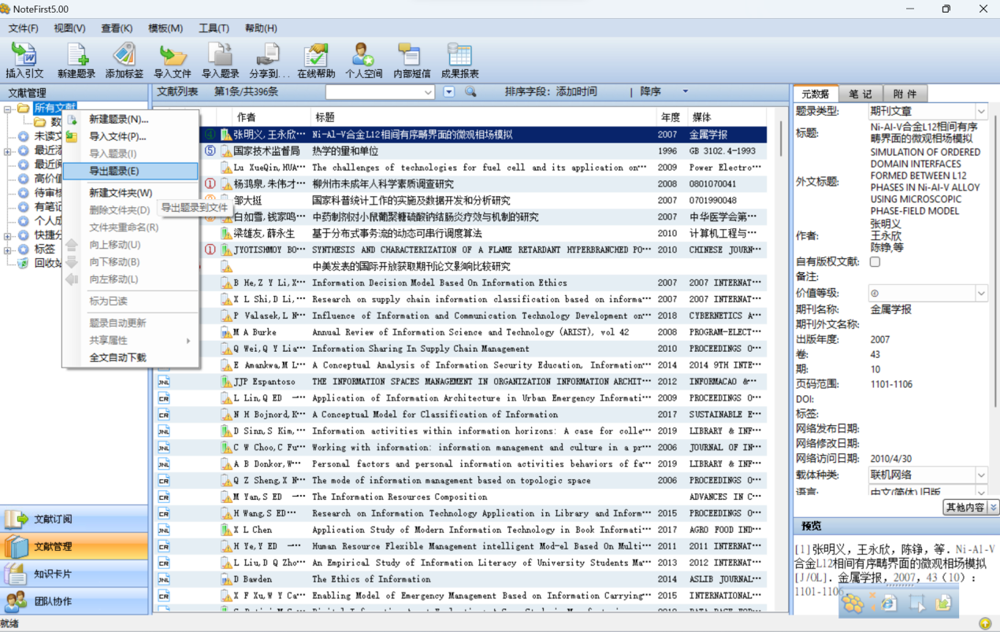 NoteFirst5.00
文件(F) 视图(V) 查看(K) 模板(M) 工具(T) 帮助(H)
插入引文 新建题录 添加标签 导入文件 导入题录 分享到... 在线帮助 个人空间 内部短信 成果报表
文献管理
所有文献
数
未读文
最近添
最近阅
高价值
待审核
有笔记
个人成
快捷分
标签
回收站
新建题录(N)...
导入文件(P)...
导入题录(I)
导出题录(E)
新建文件夹(W)
删除文件夹(D)
文件夹重命名(R)
向上移动(U)
向下移动(B)
向左移动(L)
标为已读
题录自动更新
共享属性
全文自动下载
导出题录到文件
文献订阅
文献管理
知识卡片
团队协作
就绪
文献列表 第1条/共396条 排序字段: 添加时间 | 降序
作者 标题 年度 媒体
④ 张明义,王永欣··· Ni-Al-V合金L12相间有序畴界面的微观相场模拟 2007 金属学报
⑤ 国家技术监督局 热学的量和单位 1996 GB 3102.4-1993
Lu XueQin,HUA··· The challenges of technologies for fuel cell and its application on··· 2009 Power Electro···
① 杨鸿泉,朱伟才··· 柳州市未成年人科学素质调查研究 2008 0801070041
邹大挺 国家科普统计工作的实施及数据开发和分析研究 2007 0701990048
白如雪,钱家鸣··· 中药制剂对小鼠葡聚糖硫酸钠结肠炎疗效与机制的研究 2007 中华医学会第···
梁雄友,薛永生 基于分布式事务流的动态可串行调度算法 2010 计算机工程与···
① JYOTISHMOY BO··· SYNTHESIS AND CHARACTERIZATION OF A FLAME RETARDANT HYPERBRANCHED PO··· 2010 CHINESE JOURN···
中美发表的国际开放获取期刊论文影响比较研究
B He,Z Y Li,X··· Information Decision Model Based On Information Ethics 2007 2007 INTERNAT···
X L Shi,D Li,··· Research on supply chain information classification based on informa··· 2007 2007 INTERNAT···
P Valasek,L N··· Influence of Information and Communication Technology Development on··· 2018 CYBERNETICS A···
M A Burke Annual Review of Information Science and Technology (ARIST), vol 42 2008 PROGRAM-ELECT···
Q Wei,Q Y Lia··· Information Sharing In Supply Chain Management 2010 PROCEEDINGS O···
E Amankwa,M L··· A Conceptual Analysis of Information Security Education, Information··· 2014 2014 9TH INTE···
JNL JJP Espantoso THE INFORMATION SPACES MANAGEMENT IN ORGANIZATION INFORMATION ARCHIT··· 2012 INFORMACAO &···
CR L Lin,Q ED —··· Application of Information Architecture in Urban Emergency Informati··· 2009 PROCEEDINGS O···
CR N H Bojnord,K··· A Conceptual Model for Classification of Information 2017 SUSTAINABLE E···
JNL D Sinn,S Kim,··· Information activities within information horizons: A case for colle··· 2019 LIBRARY & INF···
JNL C W Choo,C Fu··· Working with information: information management and culture in a pr··· 2006 JOURNAL OF IN···
JNL A B Donkor,W··· Personal factors and personal information activities behaviors of fa··· 2019 LIBRARY & INF···
CR Q Z Zheng,X N··· The mode of information management based on topologic space 2006 PROCEEDINGS O···
CR M Yan,S ED —··· The Information Resources Composition ADVANCES IN C···
CR H Wang,S ED··· Research on Information Technology Application in Library and Inform··· 2015 PROCEEDINGS O···
JNL X L Chen Application Study of Modern Information Technology in Book Informati··· 2017 AGRO FOOD IND···
CR H Ye,Y ED —··· Human Resource Flexible Management intelligent Mod-el Based On Multi··· 2011 2011 INTERNAT···
CR L Liu,D Q Zho··· An Empirical Study of Information Literacy of University Students Ma··· 2013 2012 INTERNAT···
JNL D Bawden The Ethics of Information 2014 ASLIB JOURNAL···
CR X F Xu,W Y Ca··· Enabling Model of Emergency Management Based on Information Carrying··· 2015 INTERNATIONAL···
元数据 笔记 附件
题录类型: 期刊文章
标题: Ni-Al-V合金L12相间有序
畴界面的微观相场模拟
外文标题: SIMULATION OF ORDERED
DOMAIN INTERFACES
FORMED BETWEEN L12
PHASES IN Ni-Al-V ALLOY
USING MICROSCOPIC
PHASE-FIELD MODEL
作者: 张明义
王永欣
陈铮,等
自有版权文献:
备注:
价值等级: ④
期刊名称: 金属学报
期刊外文名称:
出版年度: 2007
卷: 43
期: 10
页码范围: 1101-1106
DOI:
标签:
网络发布日期:
网络修改日期:
网络访问日期: 2010/4/30
载体种类: 联机网络
语言: 中文(简体) 旧版
其他内容
预览
[1]张明义，王永欣，陈铮，等. Ni-Al-V
合金L12相间有序畴界面的微观相场模拟
[J/OL]. 金属学报，2007，43（10）：
1101-1106